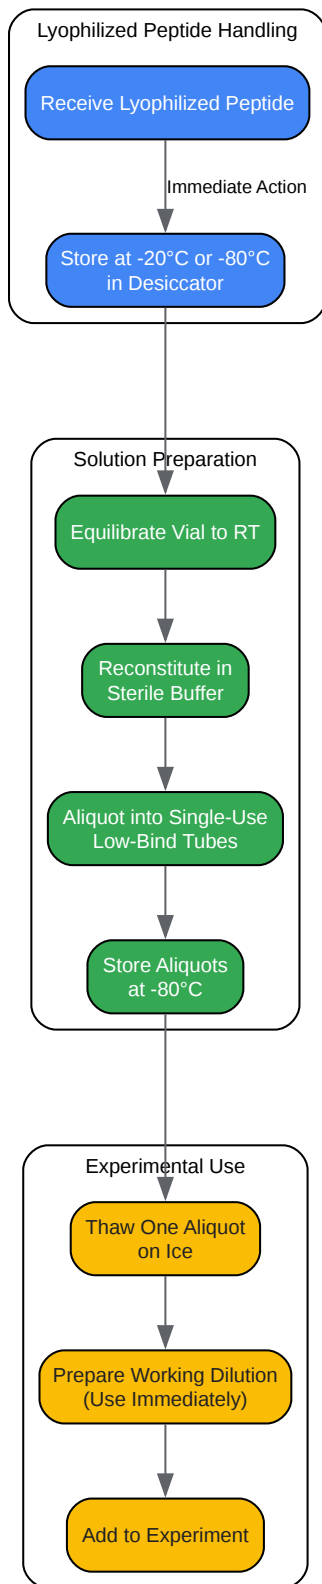 Lyophilized Peptide Handling
Receive Lyophilized Peptide
Immediate Action
Store at -20°C or -80°C
in Desiccator
Solution Preparation
Equilibrate Vial to RT
Reconstitute in
Sterile Buffer
Aliquot into Single-Use
Low-Bind Tubes
Store Aliquots
at -80°C
Experimental Use
Thaw One Aliquot
on Ice
Prepare Working Dilution
(Use Immediately)
Add to Experiment